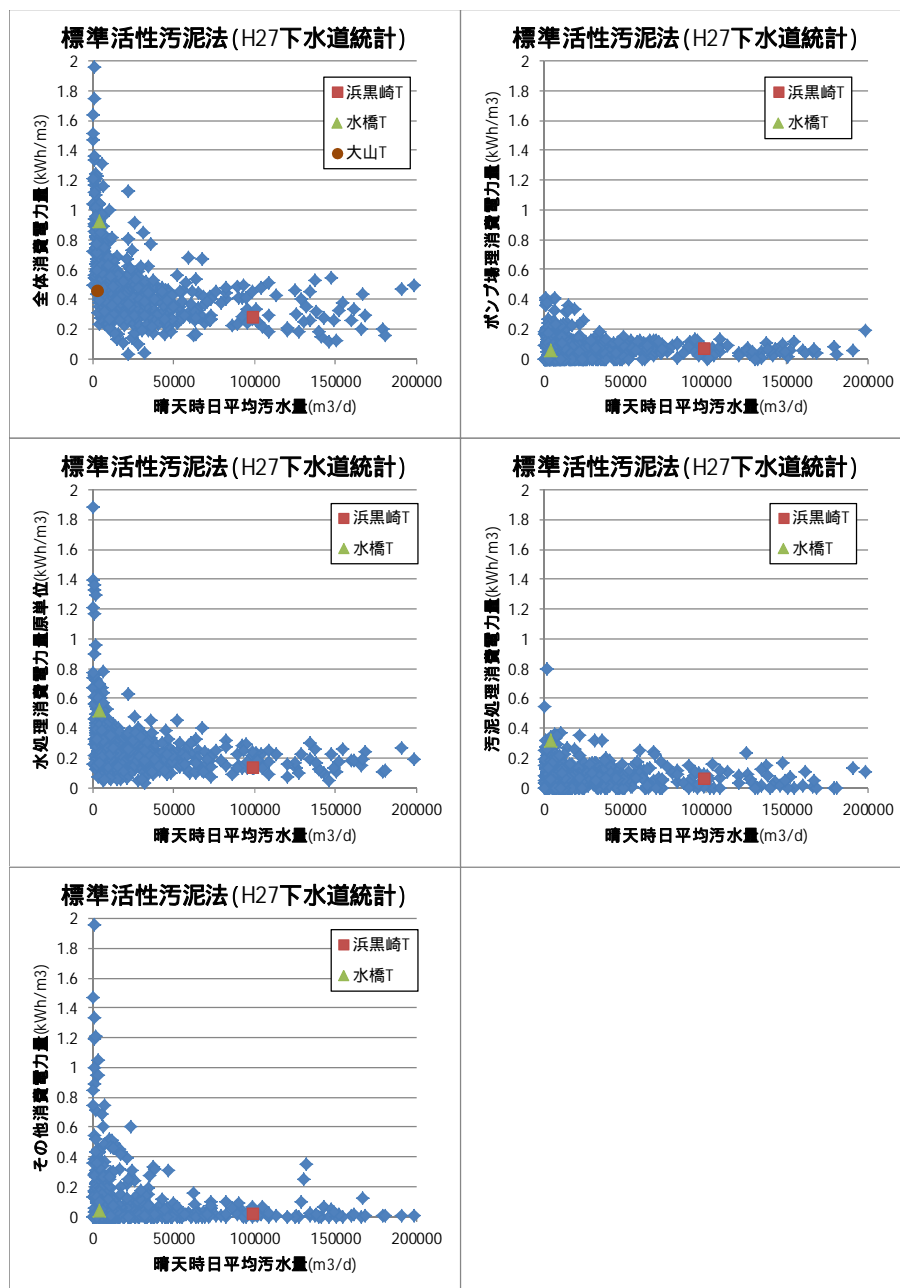 標準活性汚泥法(H27下水道統計)
2
1.8
1.6
1.4
1.2
1
0.8
0.6
0.4
0.2
0
全体消費電力量(kWh/m3)
浜黒崎T
水橋T
大山T
0 50000 100000 150000 200000
晴天時日平均汚水量(m3/d)
標準活性汚泥法(H27下水道統計)
2
1.8
1.6
1.4
1.2
1
0.8
0.6
0.4
0.2
0
ポンプ場理消費電力量(kWh/m3)
浜黒崎T
水橋T
0 50000 100000 150000 200000
晴天時日平均汚水量(m3/d)
標準活性汚泥法(H27下水道統計)
2
1.8
1.6
1.4
1.2
1
0.8
0.6
0.4
0.2
0
水処理消費電力量原単位(kWh/m3)
浜黒崎T
水橋T
0 50000 100000 150000 200000
晴天時日平均汚水量(m3/d)
標準活性汚泥法(H27下水道統計)
2
1.8
1.6
1.4
1.2
1
0.8
0.6
0.4
0.2
0
汚泥処理消費電力量(kWh/m3)
浜黒崎T
水橋T
0 50000 100000 150000 200000
晴天時日平均汚水量(m3/d)
標準活性汚泥法(H27下水道統計)
2
1.8
1.6
1.4
1.2
1
0.8
0.6
0.4
0.2
0
その他消費電力量(kWh/m3)
浜黒崎T
水橋T
0 50000 100000 150000 200000
晴天時日平均汚水量(m3/d)